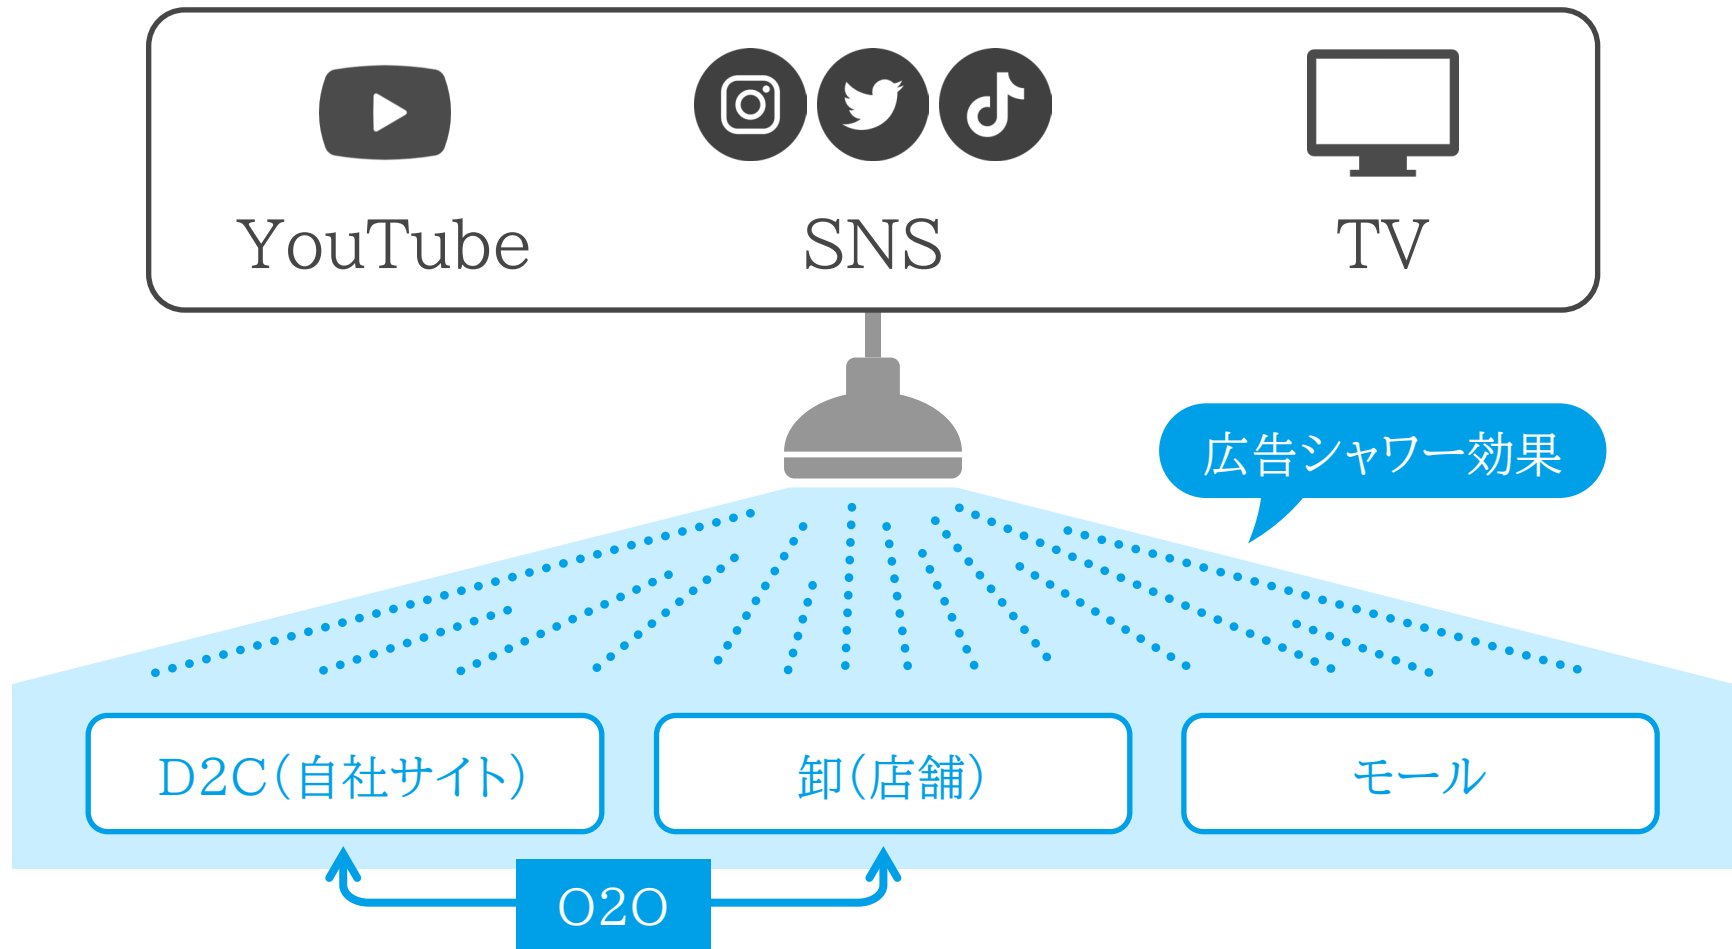 YouTube
SNS
TV
広告シャワー効果
D2C（自社サイト）
卸（店舗）
モール
O2O